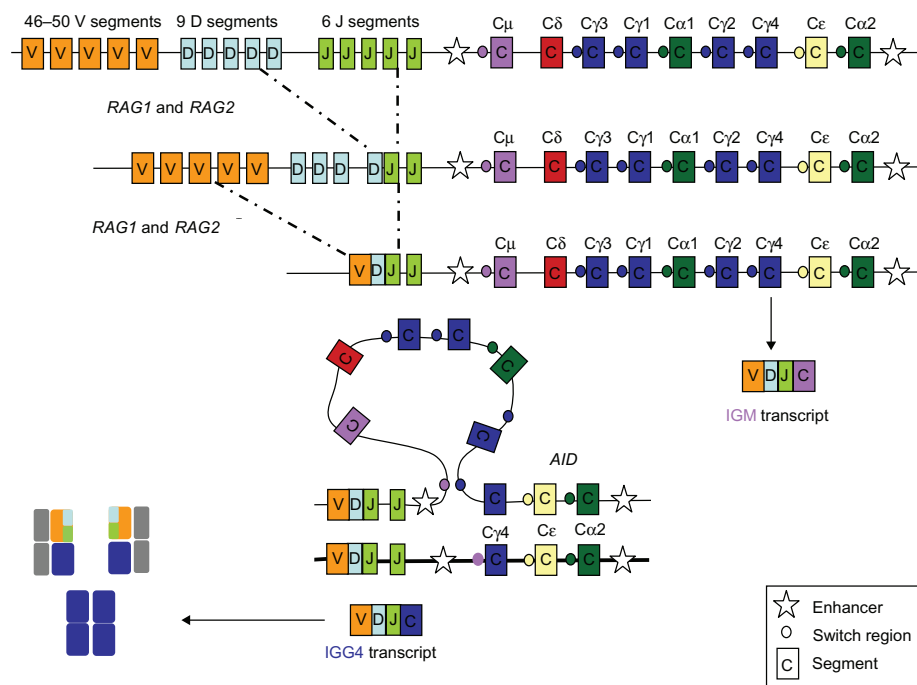 46–50 V segments 9 D segments 6 J segments
Cμ Cδ Cγ3 Cγ1 Cα1 Cγ2 Cγ4 Cε Cα2
V V V V V D D D D D J J J J J C C C C C C C C C
RAG1 and RAG2
Cμ Cδ Cγ3 Cγ1 Cα1 Cγ2 Cγ4 Cε Cα2
V V V V V D D D D J J C C C C C C C C C
RAG1 and RAG2
Cμ Cδ Cγ3 Cγ1 Cα1 Cγ2 Cγ4 Cε Cα2
V D J J C C C C C C C C C
C C
C C
V D J C
C C
IGM transcript
AID
V D J J C C C
Cγ4 Cε Cα2
V D J J C C C
V D J C
IGG4 transcript
Enhancer
Switch region
C Segment